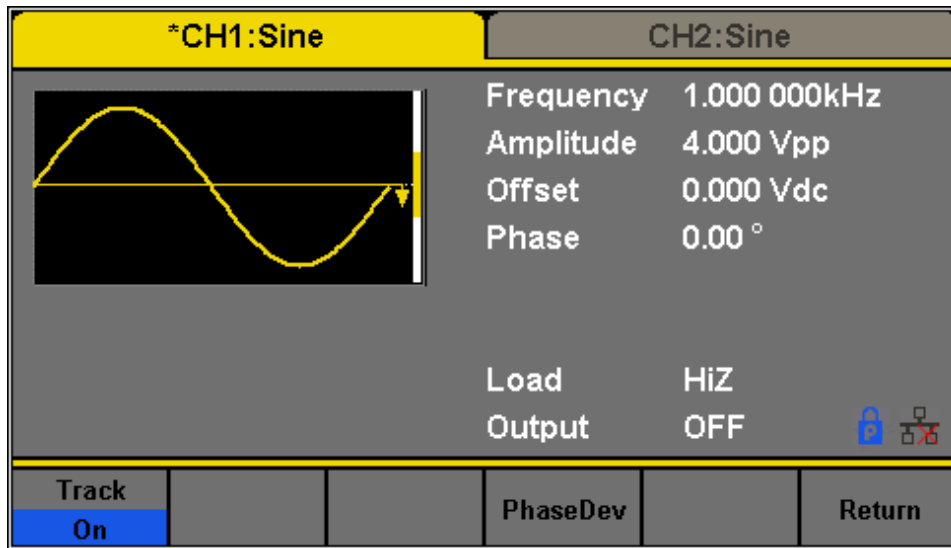 *CH1:Sine CH2:Sine
Frequency 1.000 000kHz
Amplitude 4.000 Vpp
Offset 0.000 Vdc
Phase 0.00 °
Load HiZ
Output OFF P
Track
On
PhaseDev
Return